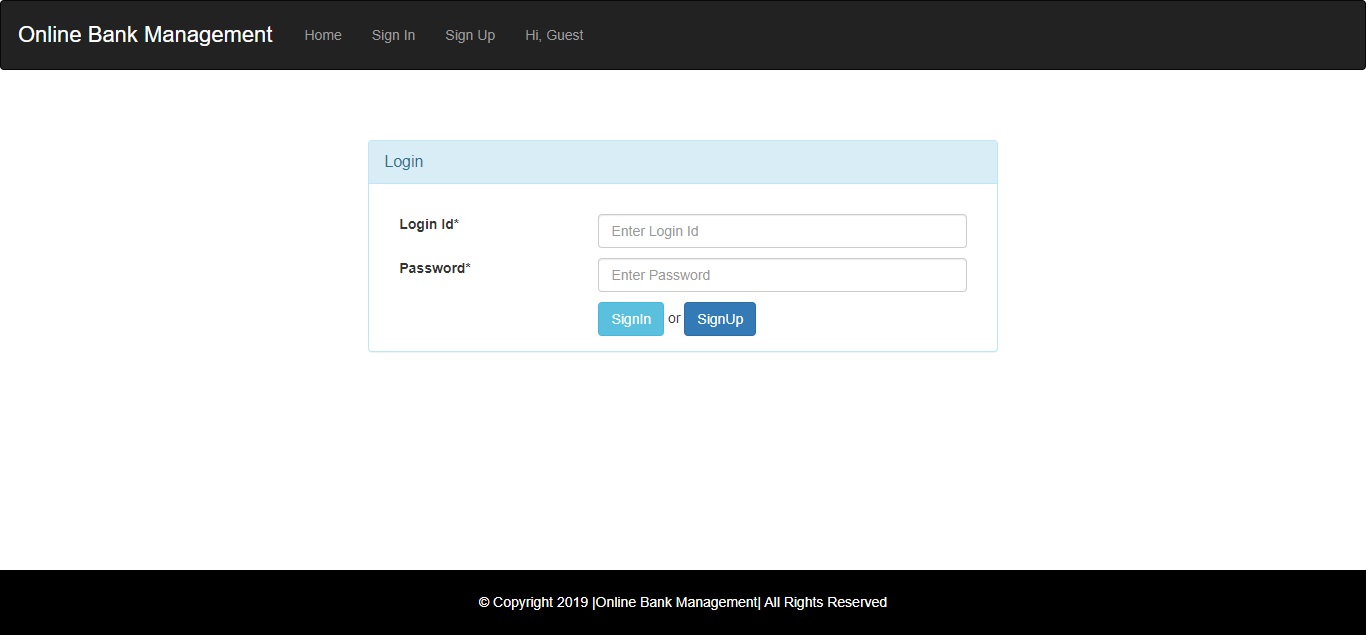 Online Bank Management Home Sign In Sign Up Hi, Guest
Login
Login Id* Enter Login Id
Password* Enter Password
SignIn or SignUp
© Copyright 2019 |Online Bank Management| All Rights Reserved